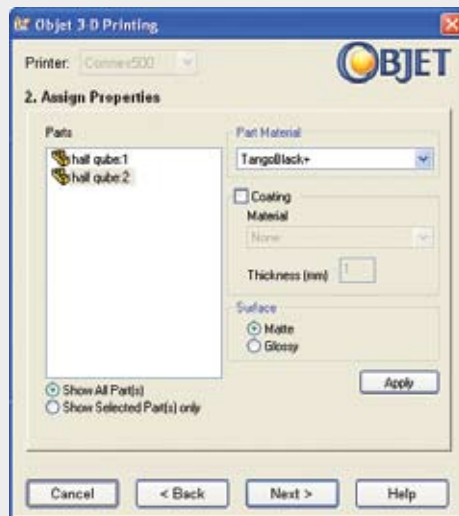 Objet 3-D Printing
Printer: Connex500
OBJET
2. Assign Properties
Parts
half qube:1
half qube:2
Part Material
TangoBlack+
Coating
Material
None
Thickness (mm) 1
Surface
Matte
Glossy
Show All Part(s)
Show Selected Part(s) only
Apply
Cancel
< Back
Next >
Help